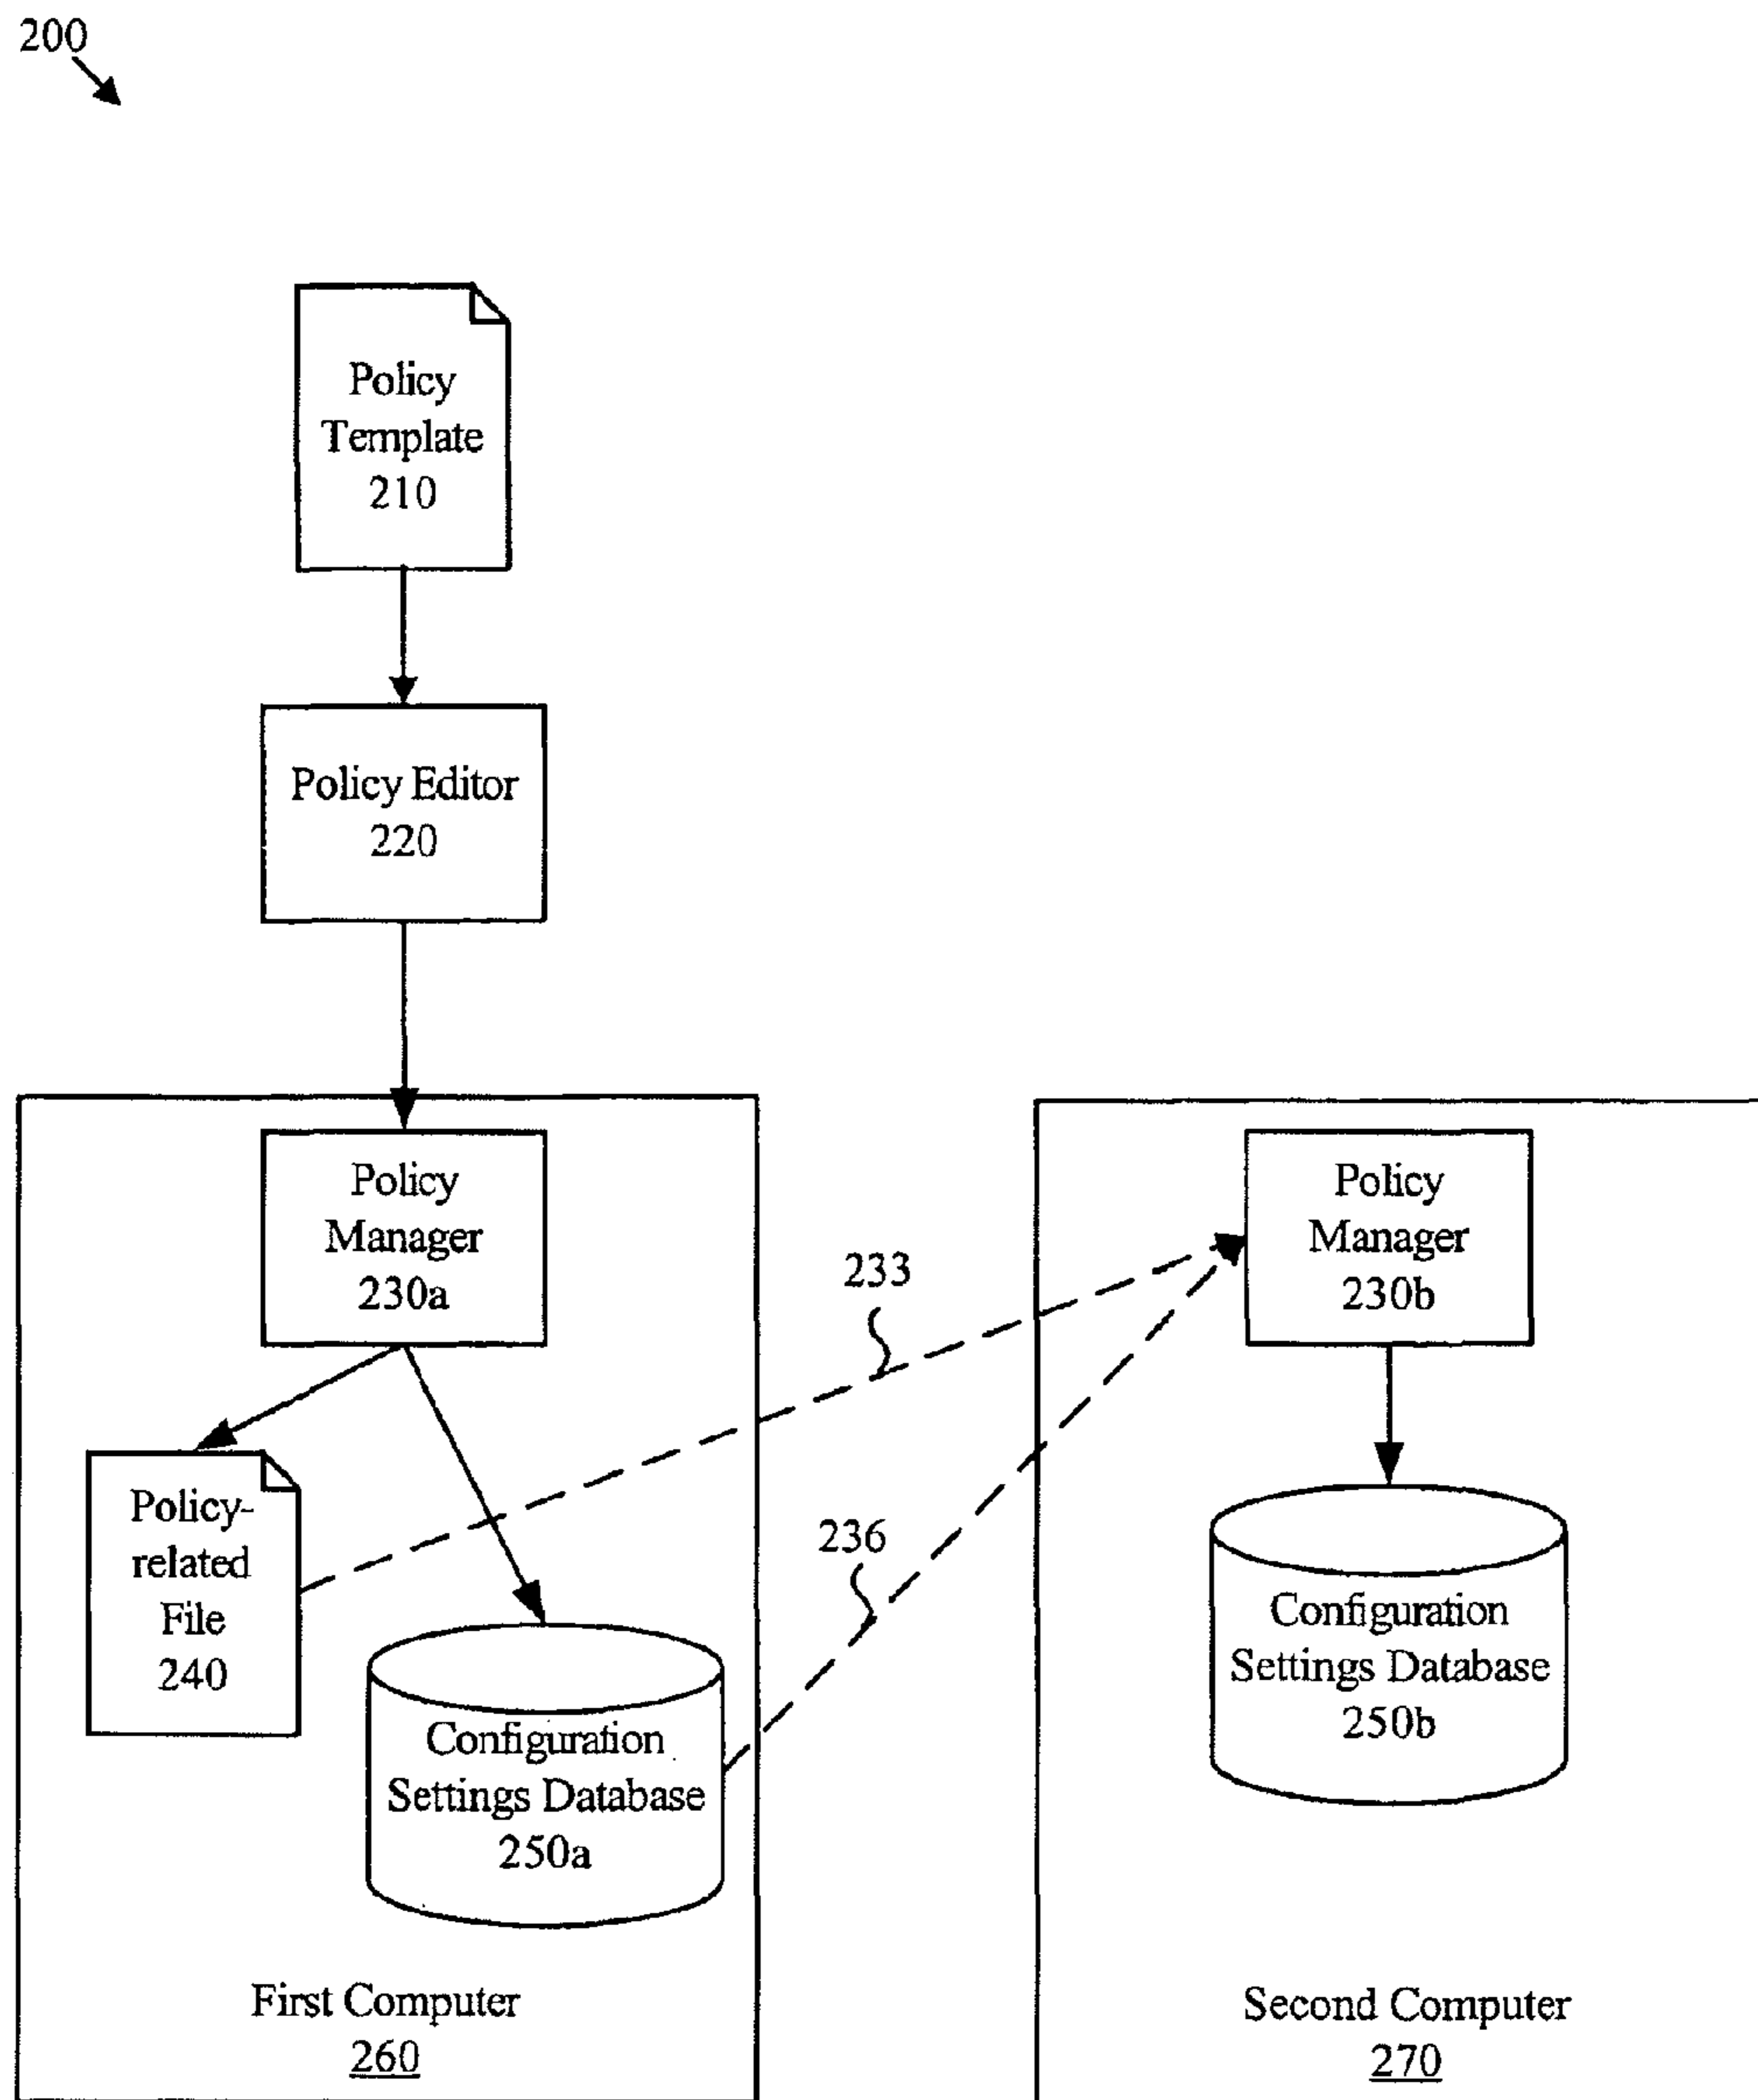 200
Policy
Template
210
Policy Editor
220
Policy
Manager
230a
Policy
Manager
230b
233
Policy-
related
File
240
236
Configuration
Settings Database
250a
Configuration
Settings Database
250b
First Computer
260
Second Computer
270